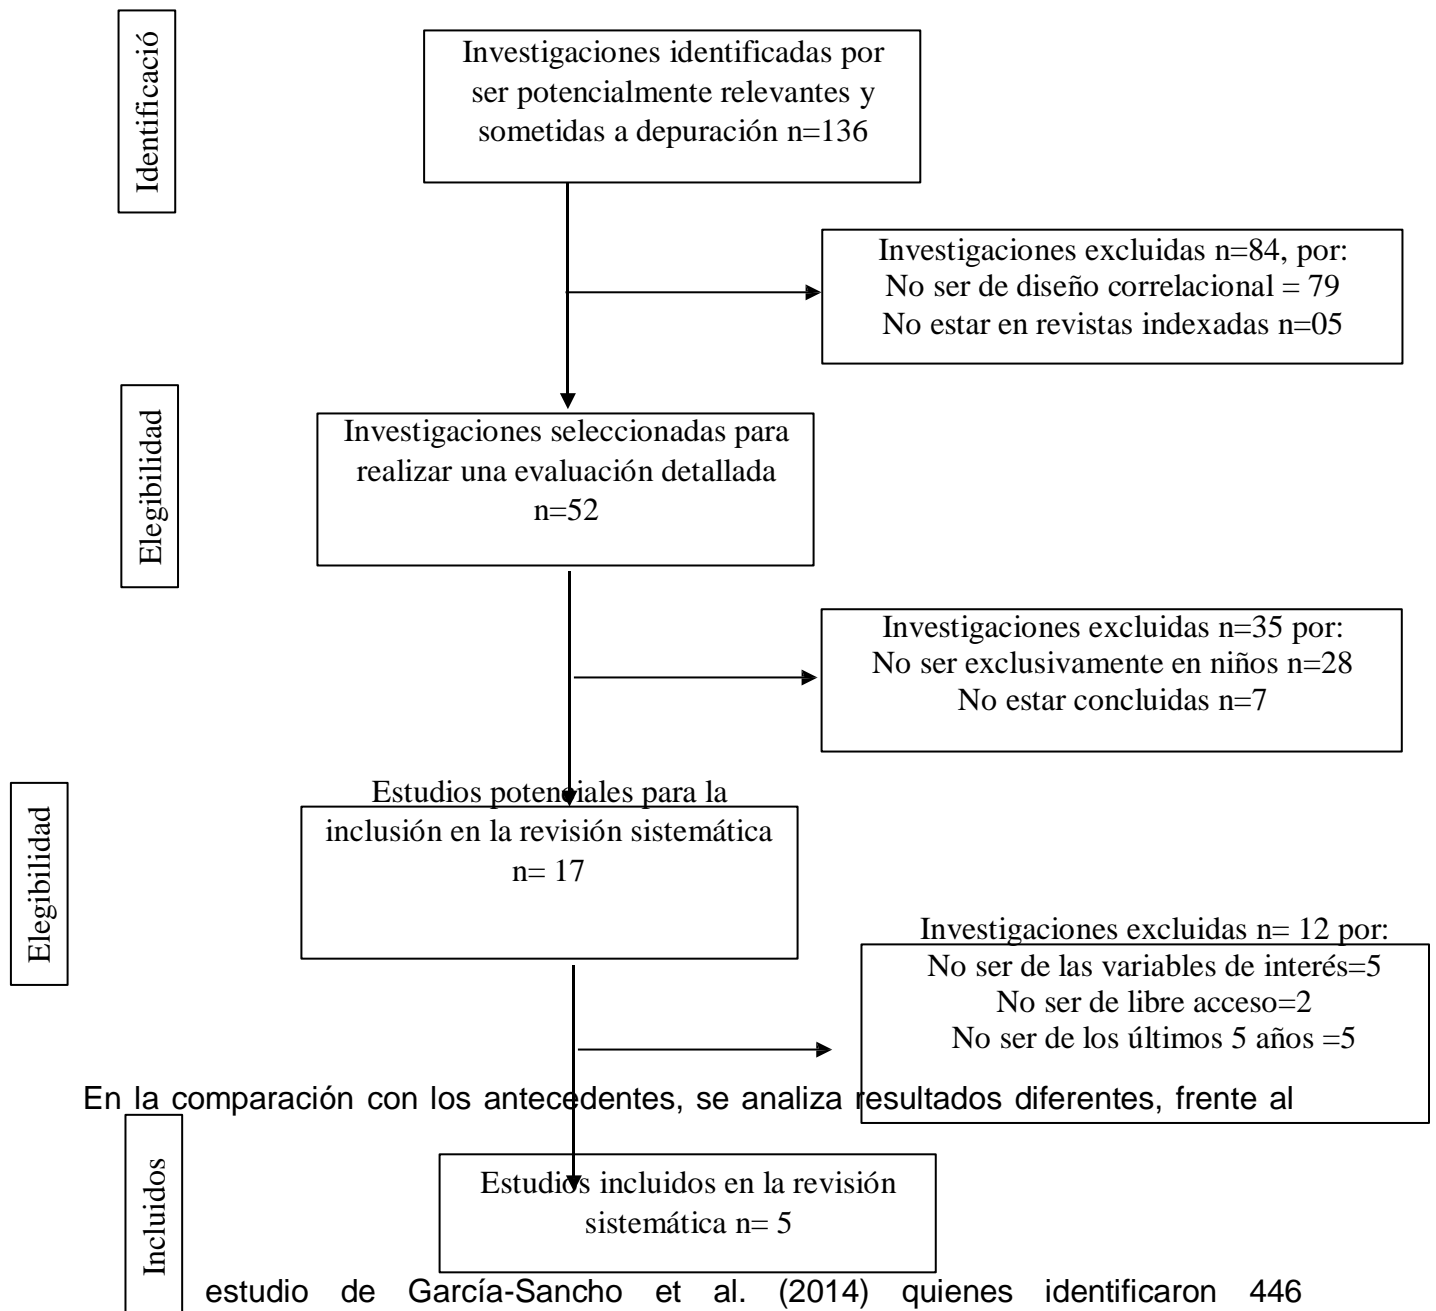 Identificació
Investigaciones identificadas por
ser potencialmente relevantes y
sometidas a depuración n=136
Investigaciones excluidas n=84, por:
No ser de diseño correlacional = 79
No estar en revistas indexadas n=05
Elegibilidad
Investigaciones seleccionadas para
realizar una evaluación detallada
n=52
Investigaciones excluidas n=35 por:
No ser exclusivamente en niños n=28
No estar concluidas n=7
Elegibilidad
Estudios potenciales para la
inclusión en la revisión sistemática
n= 17
Investigaciones excluidas n= 12 por:
No ser de las variables de interés=5
No ser de libre acceso=2
No ser de los últimos 5 años =5
En la comparación con los antecedentes, se analiza resultados diferentes, frente al
Incluidos
Estudios incluidos en la revisión
sistemática n= 5
estudio de García-Sancho et al. (2014) quienes identificaron 446